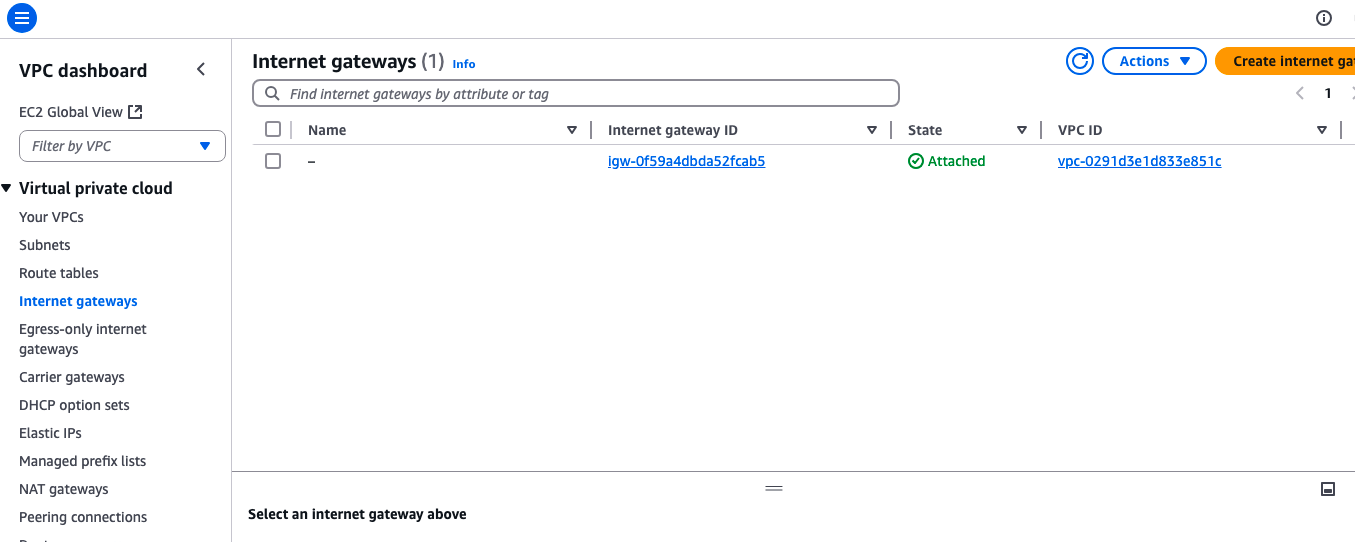 VPC dashboard
EC2 Global View
Filter by VPC
Virtual private cloud
Your VPCs
Subnets
Route tables
Internet gateways
Egress-only internet
gateways
Carrier gateways
DHCP option sets
Elastic IPs
Managed prefix lists
NAT gateways
Peering connections
Internet gateways (1) Info
Actions
Create internet ga
Find internet gateways by attribute or tag
1
Name Internet gateway ID State VPC ID
– igw-0f59a4dbda52fcab5 Attached vpc-0291d3e1d833e851c
Select an internet gateway above